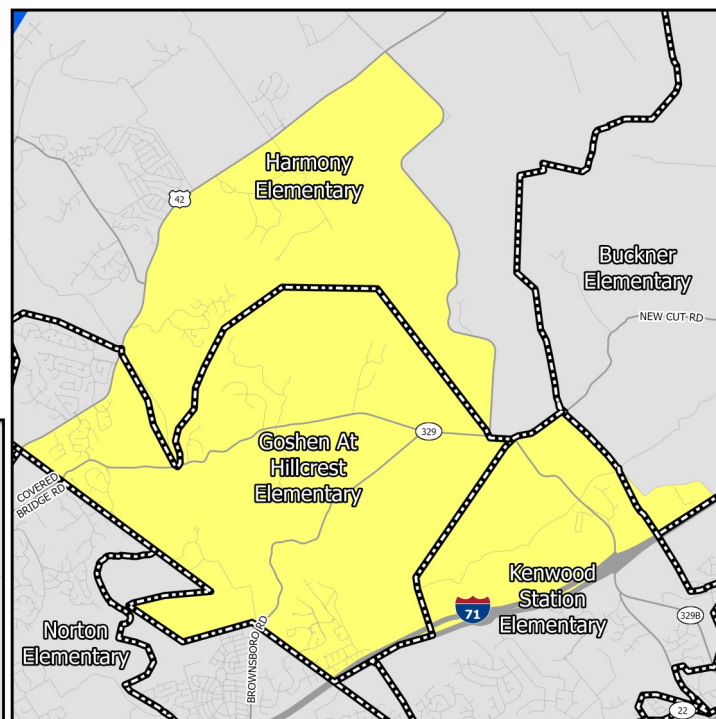 Harmony
Elementary
42
Buckner
Elementary
NEW CUT RD
329
Goshen At
Hillcrest
Elementary
COVERED
BRIDGE RD
Kenwood
Station
Elementary
71
329B
Norton
Elementary
BROWNSBORO RD
22